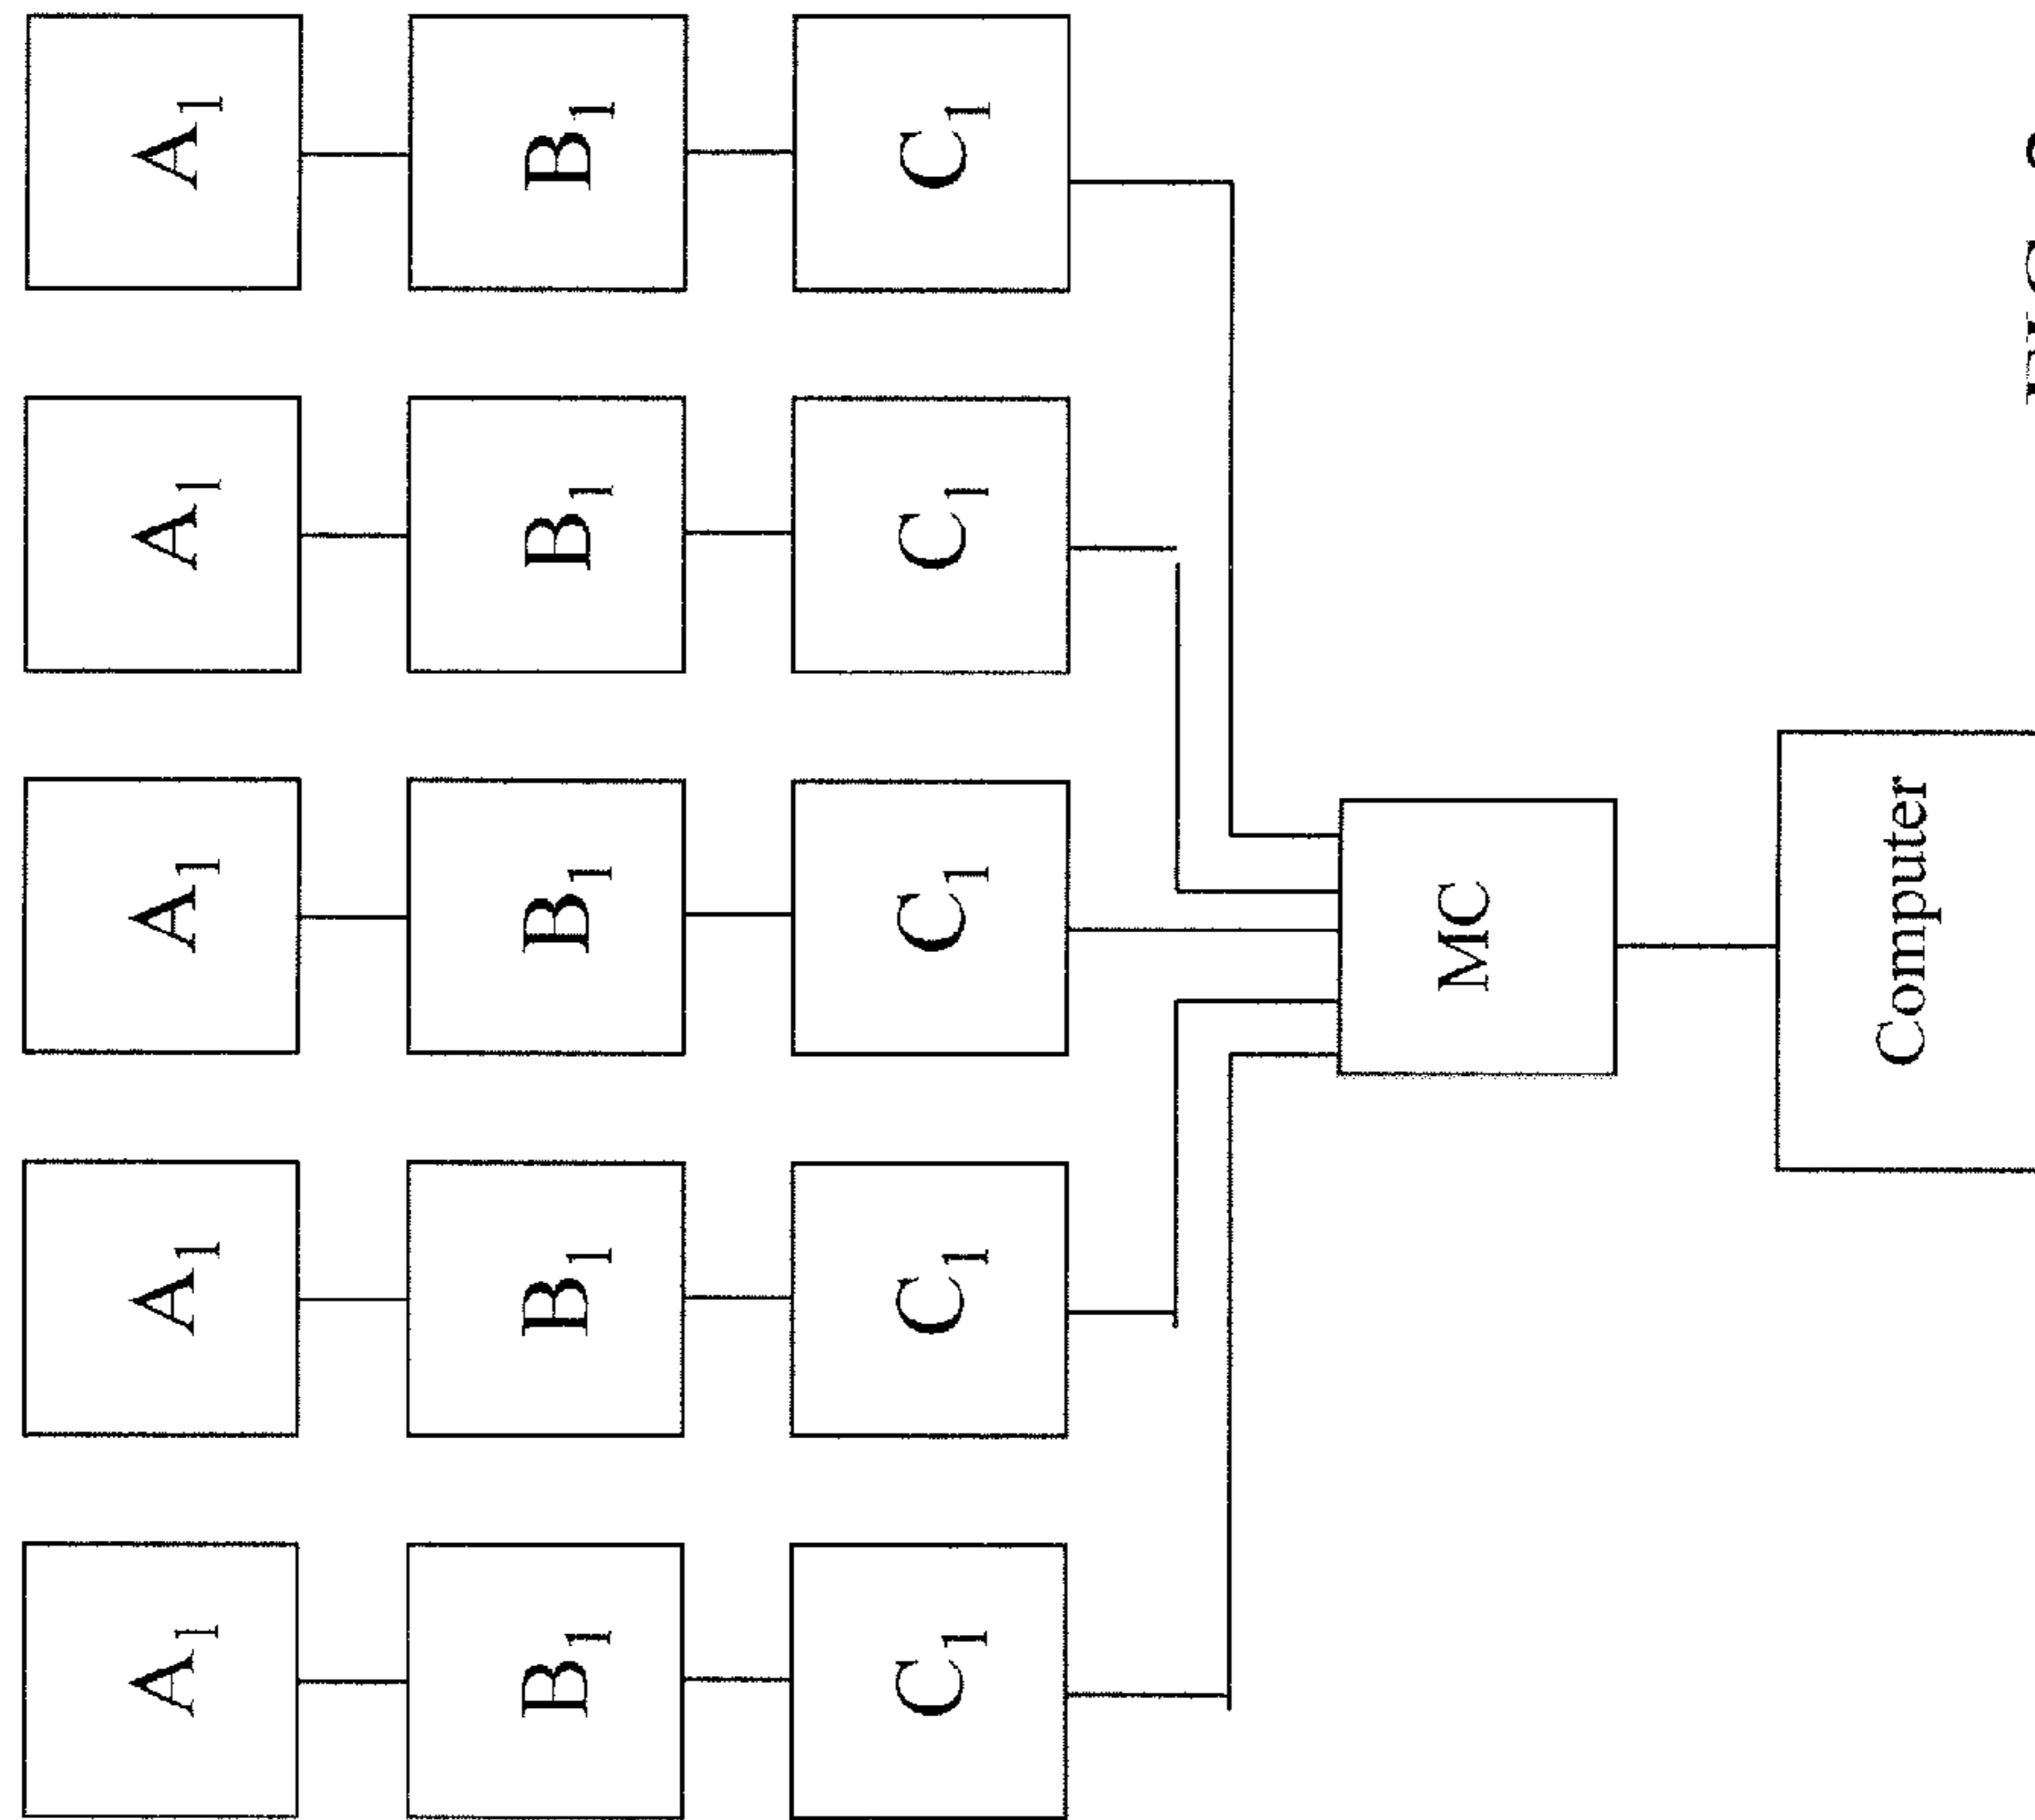 A₁ A₁ A₁ A₁ A₁
B₁ B₁ B₁ B₁ B₁
C₁ C₁ C₁ C₁ C₁
MC
Computer